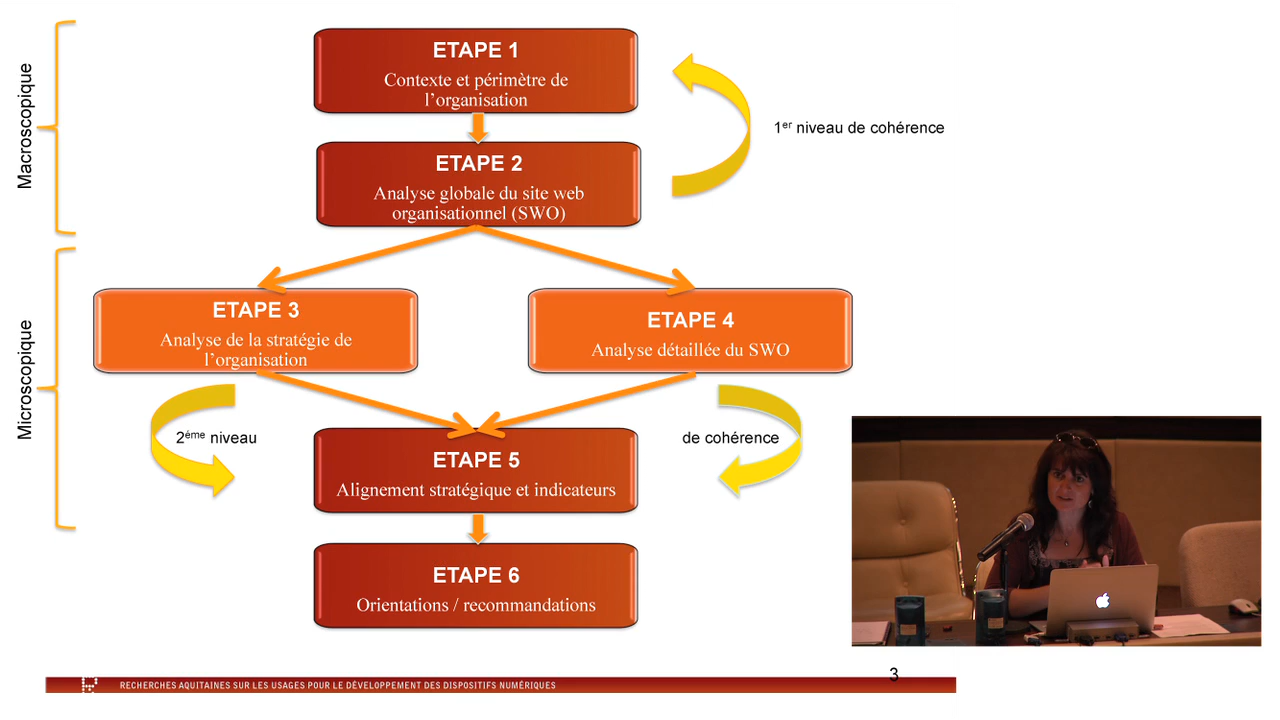 Macroscopique
ETAPE 1
Contexte et périmètre de
l'organisation
1er niveau de cohérence
ETAPE 2
Analyse globale du site web
organisationnel (SWO)
Microscopique
ETAPE 3
Analyse de la stratégie de
l'organisation
ETAPE 4
Analyse détaillée du SWO
2éme niveau
de cohérence
ETAPE 5
Alignement stratégique et indicateurs
ETAPE 6
Orientations / recommandations
3
RECHERCHES AQUITAINES SUR LES USAGES POUR LE DÉVELOPPEMENT DES DISPOSITIFS NUMÉRIQUES